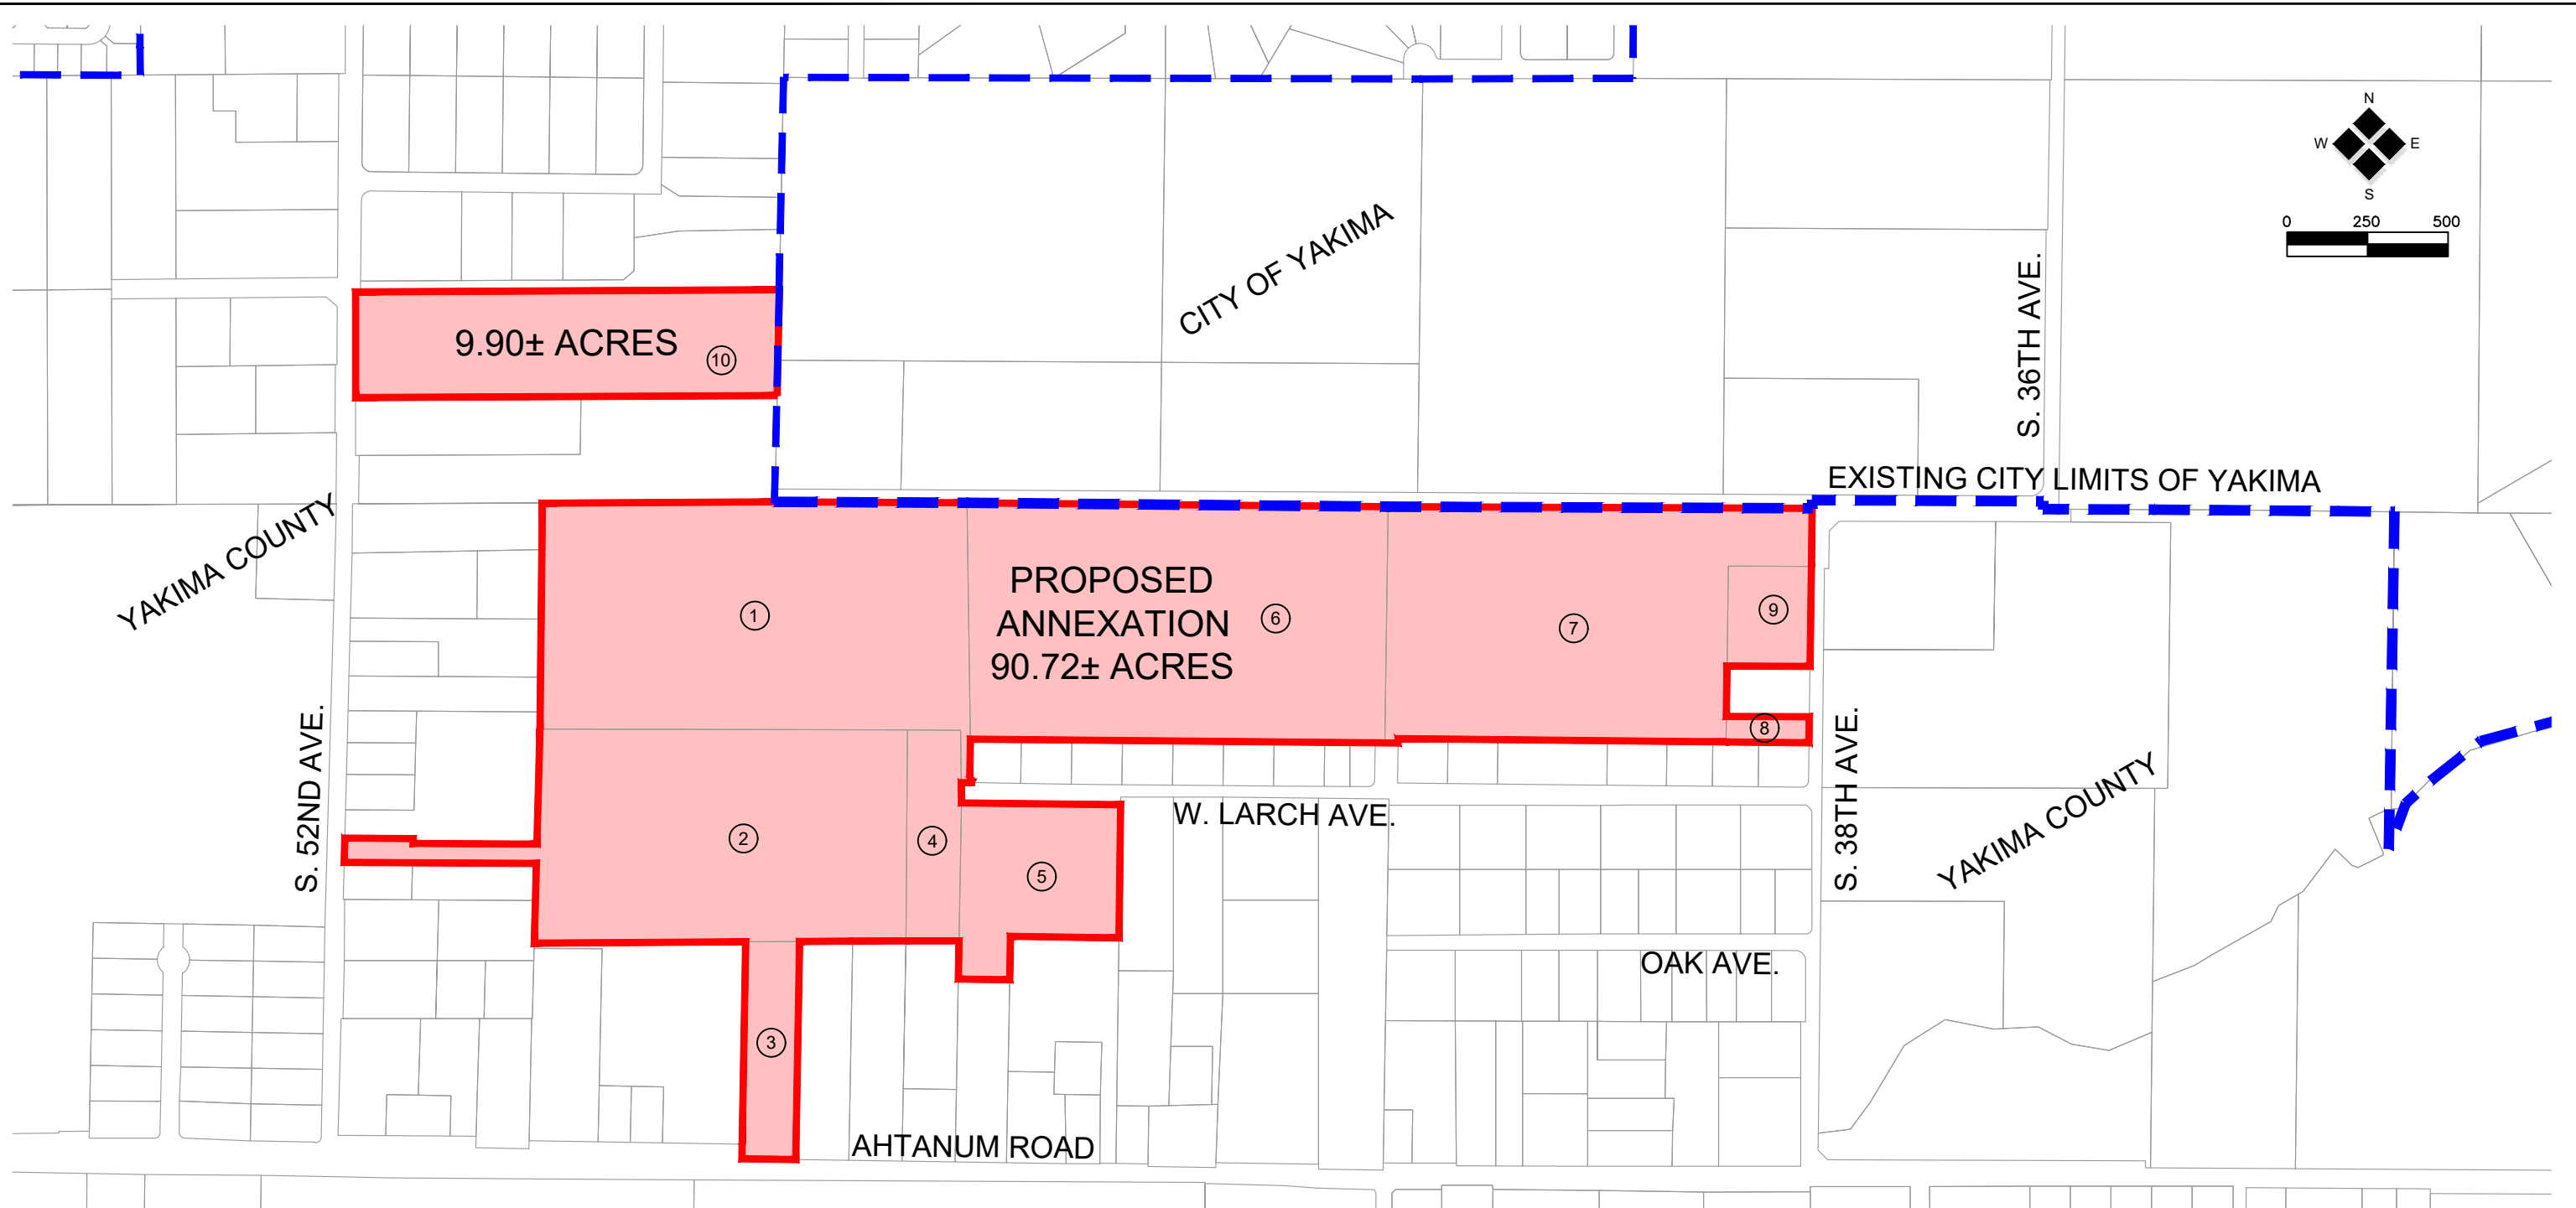 N
W E
S
0 250 500
CITY OF YAKIMA
S. 36TH AVE.
9.90± ACRES
10
EXISTING CITY LIMITS OF YAKIMA
YAKIMA COUNTY
PROPOSED
ANNEXATION
90.72± ACRES
1
6
7
9
8
S. 52ND AVE.
2
4
5
W. LARCH AVE.
S. 38TH AVE.
YAKIMA COUNTY
OAK AVE.
3
AHTANUM ROAD